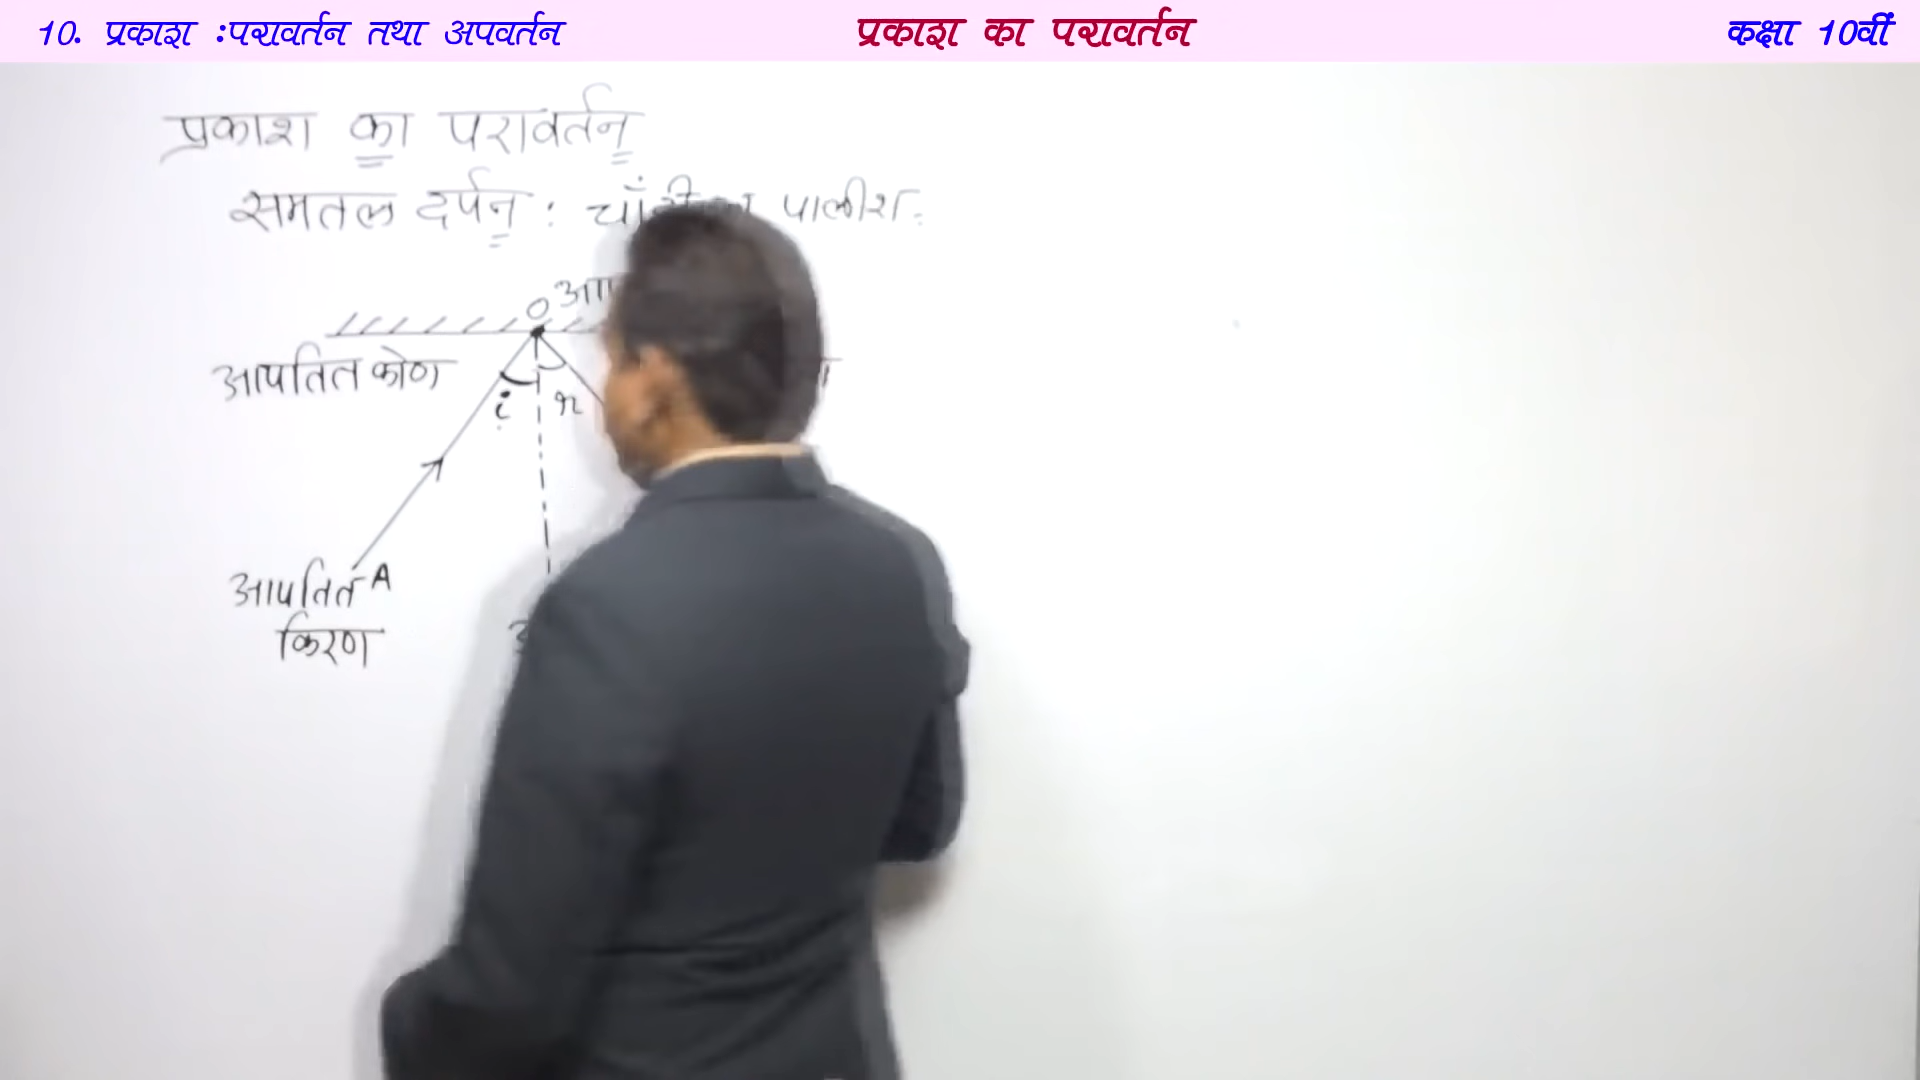 10. प्रकाश :परावर्तन तथा अपवर्तन
प्रकाश का परावर्तन
कक्षा 10वीं
प्रकाश का परावर्तन
समतल दर्पन : पालीश
O
आपतित कोण
i r
आपतित A
किरण